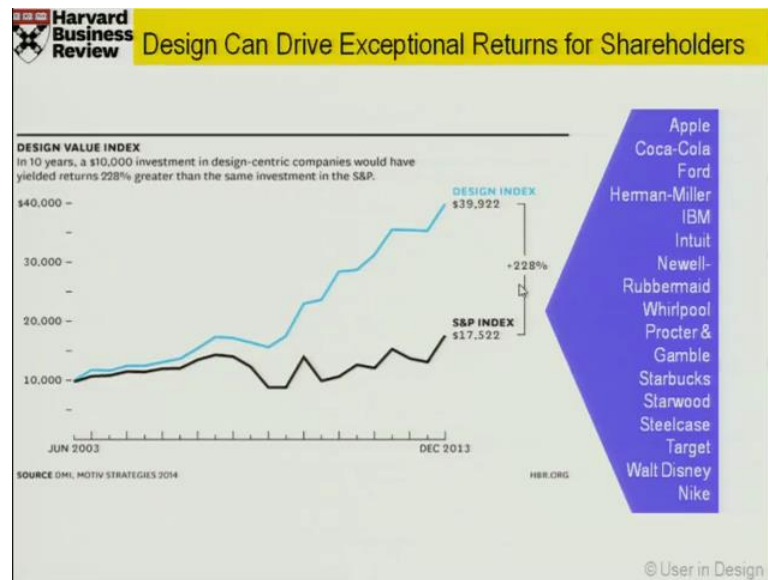 Harvard
Business
Review
Design Can Drive Exceptional Returns for Shareholders
DESIGN VALUE INDEX
In 10 years, a $10,000 investment in design-centric companies would have
yielded returns 228% greater than the same investment in the S&P.
$40,000
30,000
20,000
10,000
DESIGN INDEX
$39,922
+228%
S&P INDEX
$17,522
JUN 2003
DEC 2013
SOURCE DMI, MOTIV STRATEGIES 2014
HBR.ORG
Apple
Coca-Cola
Ford
Herman-Miller
IBM
Intuit
Newell-
Rubbermaid
Whirlpool
Procter &
Gamble
Starbucks
Starwood
Steelcase
Target
Walt Disney
Nike
© User in Design